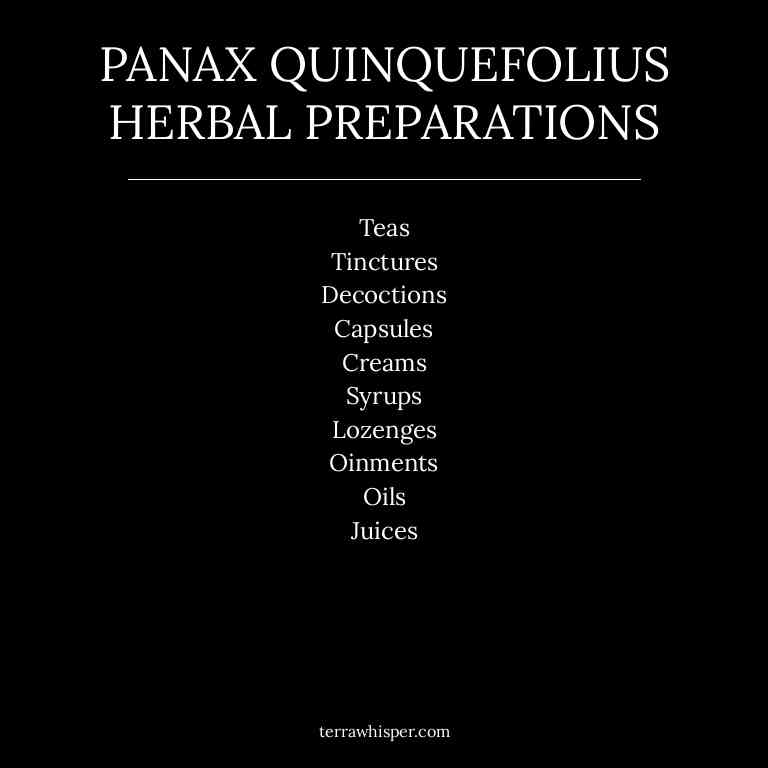 PANAX QUINQUEFOLIUS
HERBAL PREPARATIONS
Teas
Tinctures
Decoctions
Capsules
Creams
Syrups
Lozenges
Oinments
Oils
Juices
terrawhisper.com